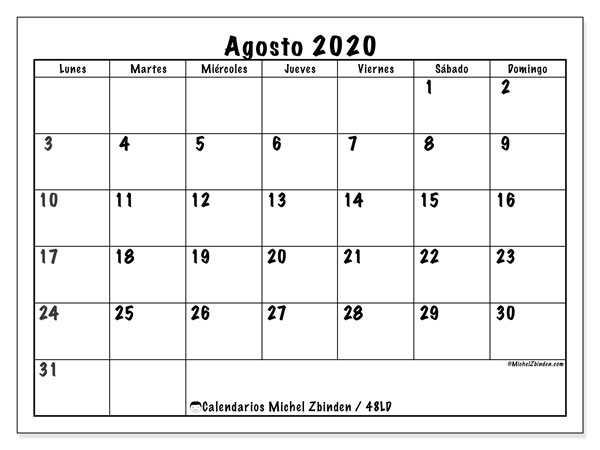 Agosto 2020
Lunes Martes Miércoles Jueves Viernes Sábado Domingo
1 2
3 4 5 6 7 8 9
10 11 12 13 14 15 16
17 18 19 20 21 22 23
24 25 26 27 28 29 30
31
©MichelZbinden.com
Calendarios Michel Zbinden / 48LD